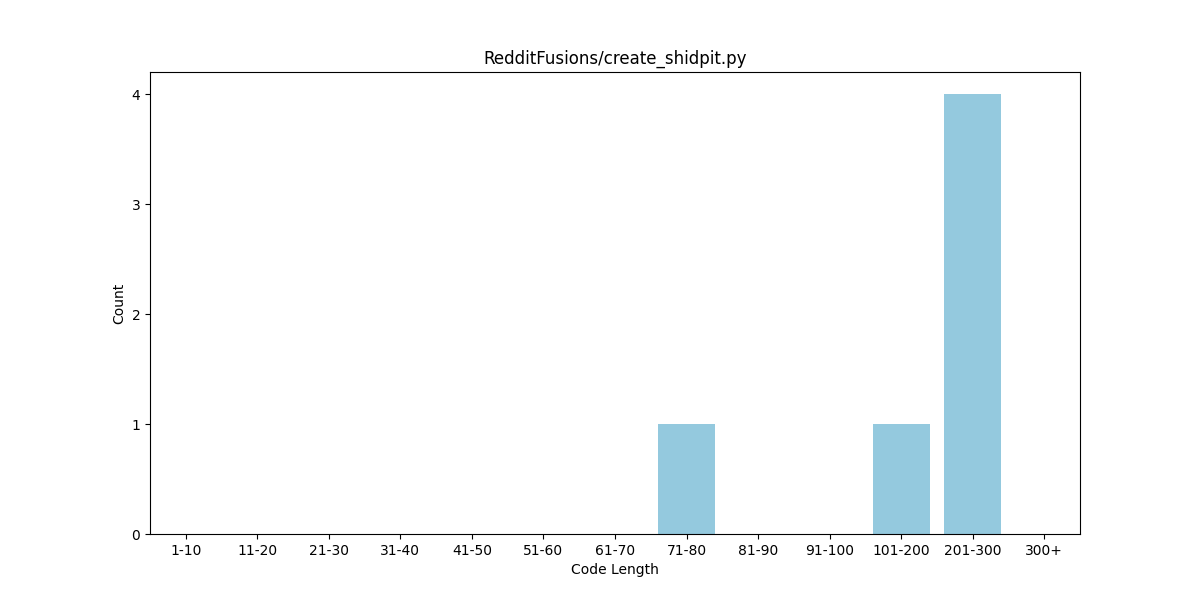 RedditFusions/create_shidpit.py
4
3
2
1
0
Count
1-10 11-20 21-30 31-40 41-50 51-60 61-70 71-80 81-90 91-100 101-200 201-300 300+
Code Length